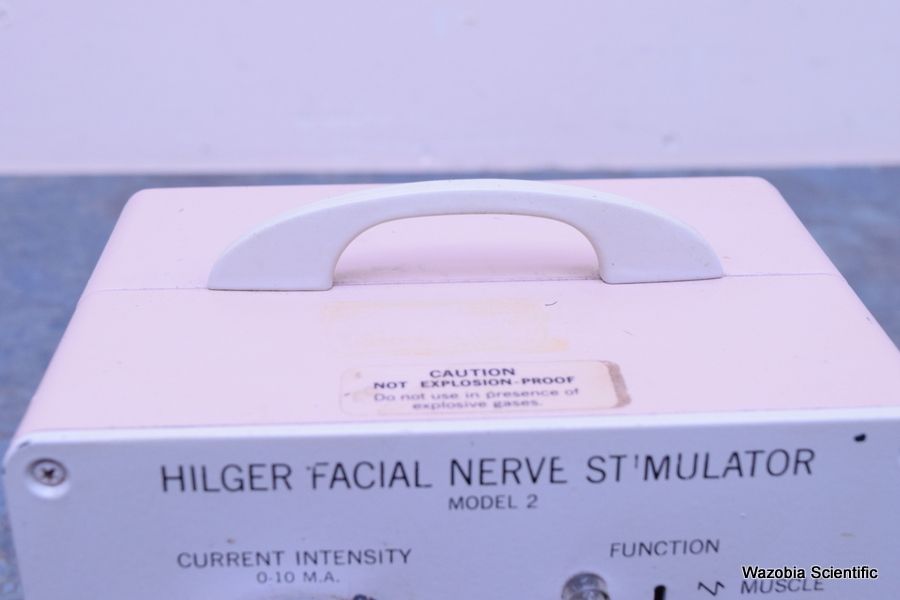 CAUTION
NOT EXPLOSION-PROOF
Do not use in presence of
explosive gases.
HILGER FACIAL NERVE ST'MULATOR
MODEL 2
CURRENT INTENSITY
0-10 M.A.
FUNCTION
MUSCLE
Wazobia Scientific